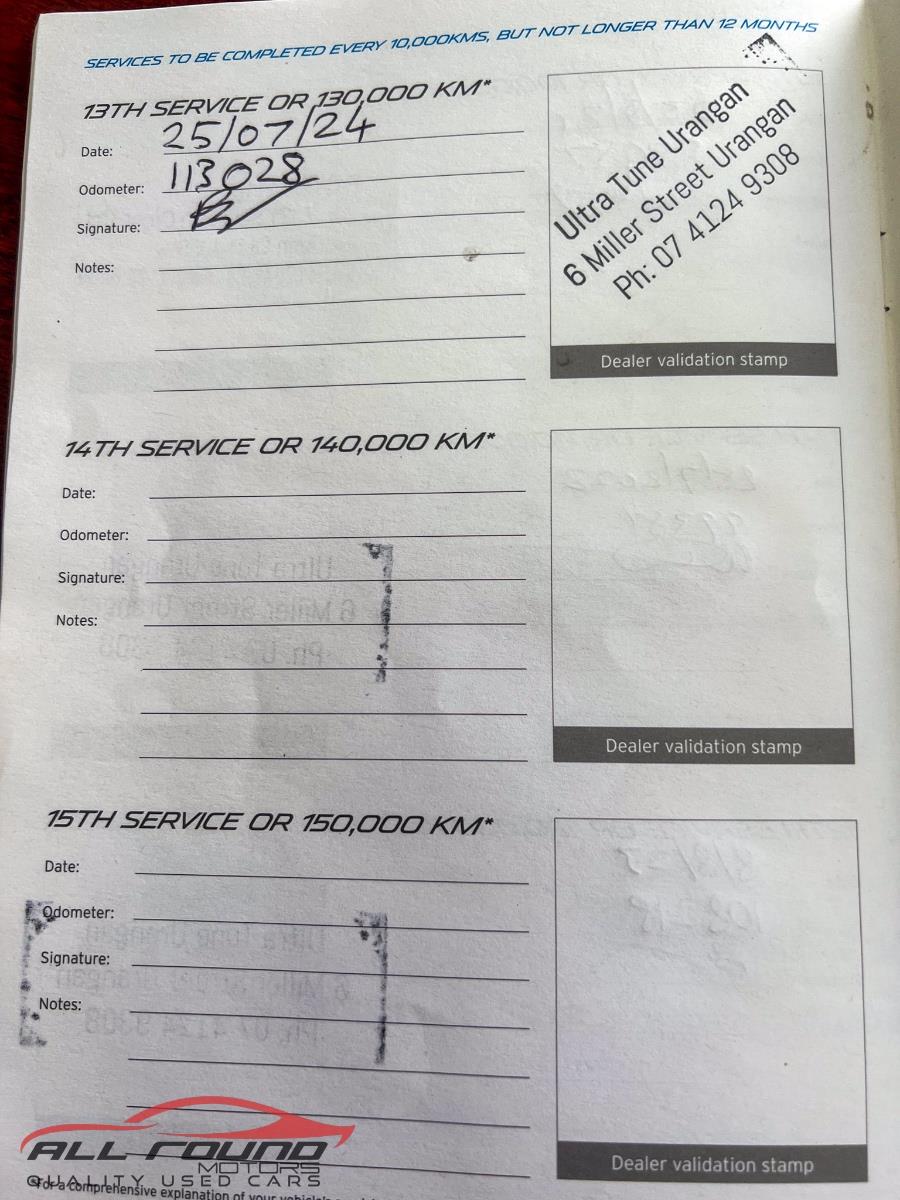 SERVICES TO BE COMPLETED EVERY 10,000KMS, BUT NOT LONGER THAN 12 MONTHS
13TH SERVICE OR 130,000 KM*
Date: 25/07/24
Odometer: 113028
Signature:
Notes:
Ultra Tune Urangan
6 Miller Street Urangan
Ph: 07 4124 9308
Dealer validation stamp
14TH SERVICE OR 140,000 KM*
Date:
Odometer:
Signature:
Notes:
Dealer validation stamp
15TH SERVICE OR 150,000 KM*
Date:
Odometer:
Signature:
Notes:
Dealer validation stamp
ALL ROUND
MOTORS
QUALITY USED CARS
*For a comprehensive explanation of your vehicle's